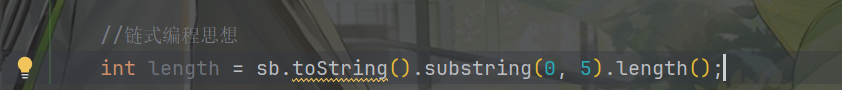 //链式编程思想
int length = sb.toString().substring(0, 5).length();